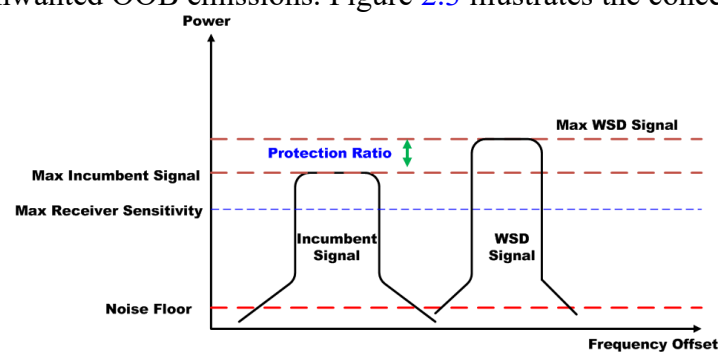 nwanted OOB emissions. Figure 2.3 illustrates the conce
Power
Max WSD Signal
Protection Ratio
Max Incumbent Signal
Max Receiver Sensitivity
Incumbent
Signal
WSD
Signal
Noise Floor
Frequency Offset